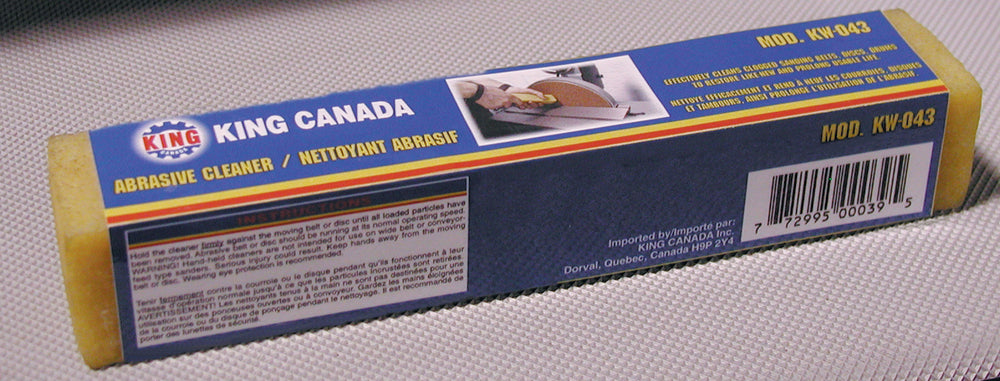 KING
CANADA
KING CANADA
ABRASIVE CLEANER / NETTOYANT ABRASIF
MOD. KW-043
EFFECTIVELY CLEANS CLOGGED SANDING BELTS, DISCS, DRUMS
TO RESTORE LIKE NEW AND PROLONG USABLE LIFE.
NETTOYE EFFICACEMENT ET REND À NEUF LES COURROIES, DISQUES
ET TAMBOURS. AINSI PROLONGE L'UTILISATION DE L'ABRASIF.
INSTRUCTIONS
Hold the cleaner firmly against the moving belt or disc until all loaded particles have
been removed. Abrasive belt or disc should be running at its normal operating speed.
WARNING! Hand-held cleaners are not intended for use on wide belt or conveyor-
feed type sanders. Serious injury could result. Keep hands away from the moving
belt or disc. Wearing eye protection is recommended.
Tenir fermement contre la courroie ou le disque pendant qu'ils fonctionnent à leur
vitesse d'opération normale jusqu'à ce que les particules incrustées sont retirées.
AVERTISSEMENT! Les nettoyants tenus à la main ne sont pas destinées pour une
utilisation sur des ponceuses ouvertes ou à convoyeur. Gardez les mains éloignées
de la courroie ou du disque de ponçage pendant le nettoyage. Il est recommandé de
porter des lunettes de sécurité.
MOD. KW-043
Imported by/Importé par:
KING CANADA Inc.
Dorval, Quebec, Canada H9P 2Y4
7 72995 00039 5